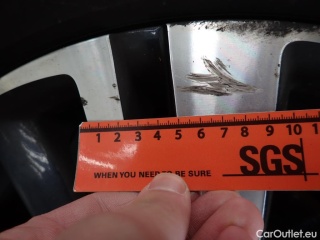 1 2 3 4 5 6 7 8 9 10 11
WHEN YOU NEED TO BE SURE
SGS
CarOutlet.eu